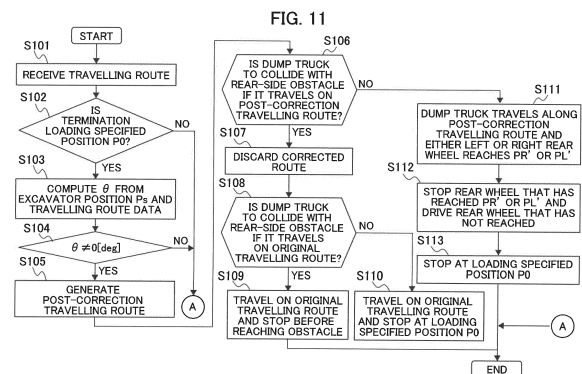 FIG. 11
START
S101
RECEIVE TRAVELLING ROUTE
S102
IS
TERMINATION
LOADING SPECIFIED
POSITION P0?
NO
YES
S103
COMPUTE θ FROM
EXCAVATOR POSITION Ps AND
TRAVELLING ROUTE DATA
S104
θ ≠0[deg]
NO
YES
S105
GENERATE
POST-CORRECTION
TRAVELLING ROUTE
A
S106
IS DUMP TRUCK
TO COLLIDE WITH
REAR-SIDE OBSTACLE
IF IT TRAVELS ON
POST-CORRECTION
TRAVELLING ROUTE?
NO
YES
S107
DISCARD CORRECTED
ROUTE
S108
IS DUMP TRUCK
TO COLLIDE WITH
REAR-SIDE OBSTACLE
IF IT TRAVELS
ON ORIGINAL
TRAVELLING ROUTE?
NO
YES
S109
TRAVEL ON ORIGINAL
TRAVELLING ROUTE
AND STOP BEFORE
REACHING OBSTACLE
S110
TRAVEL ON ORIGINAL
TRAVELLING ROUTE
AND STOP AT LOADING
SPECIFIED POSITION P0
S111
DUMP TRUCK TRAVELS ALONG
POST-CORRECTION
TRAVELLING ROUTE AND
EITHER LEFT OR RIGHT REAR
WHEEL REACHES PR' OR PL'
S112
STOP REAR WHEEL THAT HAS
REACHED PR' OR PL' AND
DRIVE REAR WHEEL THAT HAS
NOT REACHED
S113
STOP AT LOADING SPECIFIED
POSITION P0
A
END